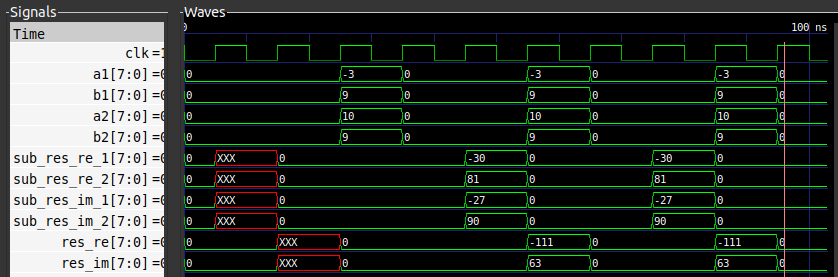 Signals Waves
Time 0 100 ns
clk=1
a1[7:0]=0 0 -3 0 -3 0 -3 0
b1[7:0]=0 0 9 0 9 0 9 0
a2[7:0]=0 0 10 0 10 0 10 0
b2[7:0]=0 0 9 0 9 0 9 0
sub_res_re_1[7:0]=0 0 XXX 0 -30 0 -30 0
sub_res_re_2[7:0]=0 0 XXX 0 81 0 81 0
sub_res_im_1[7:0]=0 0 XXX 0 -27 0 -27 0
sub_res_im_2[7:0]=0 0 XXX 0 90 0 90 0
res_re[7:0]=0 0 XXX 0 -111 0 -111 0
res_im[7:0]=0 0 XXX 0 63 0 63 0